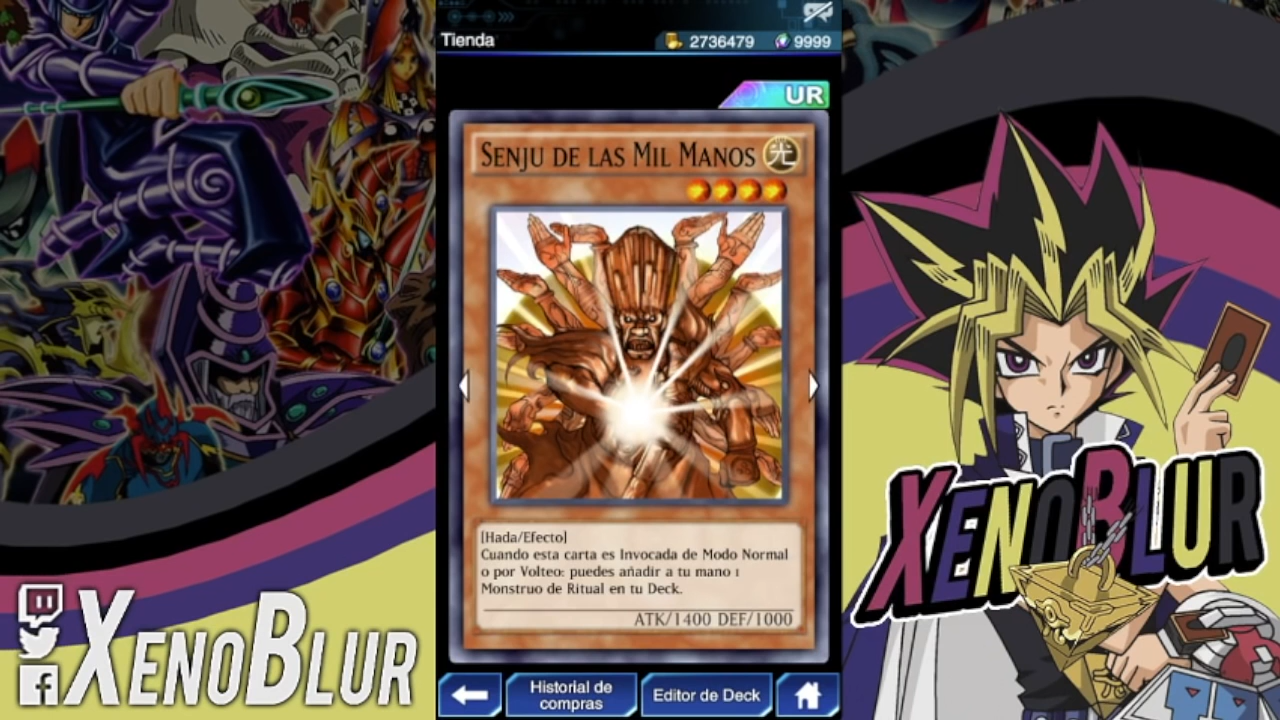 Tienda
2736479
9999
UR
Senju de las Mil Manos
光
[Hada/Efecto]
Cuando esta carta es Invocada de Modo Normal
o por Volteo: puedes añadir a tu mano 1
Monstruo de Ritual en tu Deck.
ATK/1400 DEF/1000
Historial de
compras
Editor de Deck
XenoBlur
XenoBlur